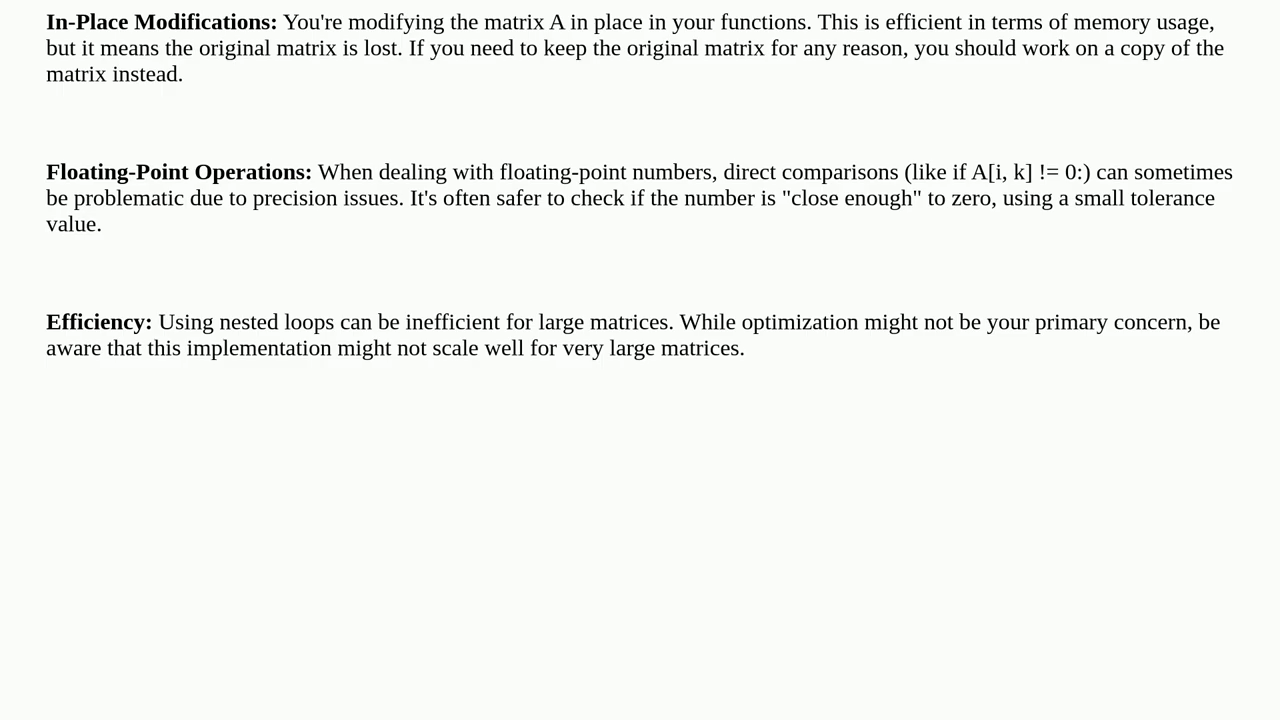 In-Place Modifications: You're modifying the matrix A in place in your functions. This is efficient in terms of memory usage,
but it means the original matrix is lost. If you need to keep the original matrix for any reason, you should work on a copy of the
matrix instead.
Floating-Point Operations: When dealing with floating-point numbers, direct comparisons (like if A[i, k] != 0:) can sometimes
be problematic due to precision issues. It's often safer to check if the number is "close enough" to zero, using a small tolerance
value.
Efficiency: Using nested loops can be inefficient for large matrices. While optimization might not be your primary concern, be
aware that this implementation might not scale well for very large matrices.